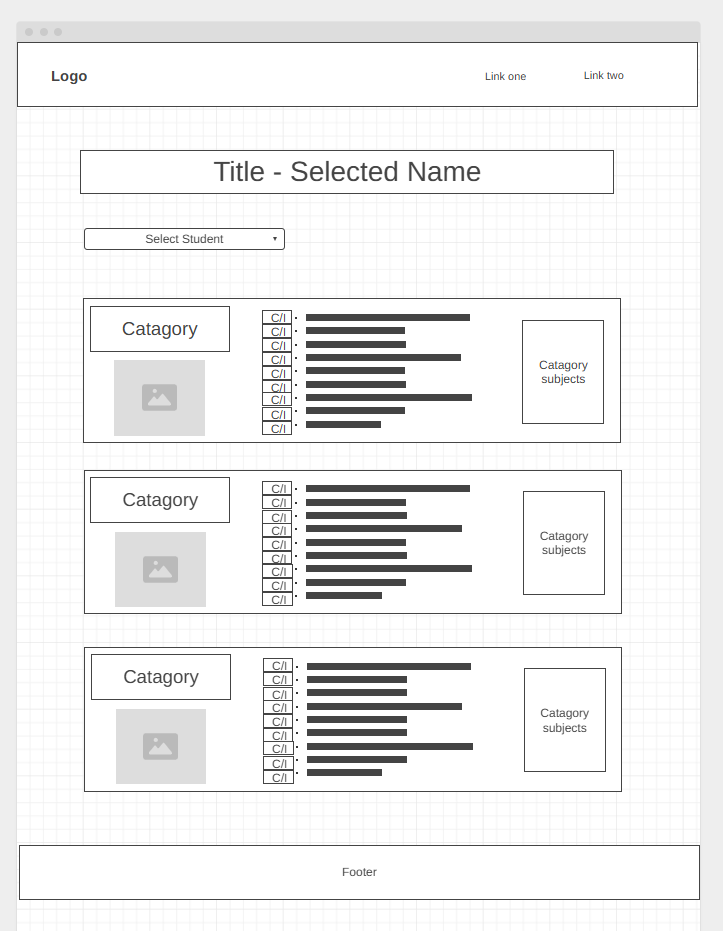 Logo
Link one
Link two
Title - Selected Name
Select Student
Catagory
C/I
C/I
C/I
C/I
C/I
C/I
C/I
C/I
C/I
Catagory
subjects
Catagory
C/I
C/I
C/I
C/I
C/I
C/I
C/I
C/I
C/I
Catagory
subjects
Catagory
C/I
C/I
C/I
C/I
C/I
C/I
C/I
C/I
C/I
Catagory
subjects
Footer